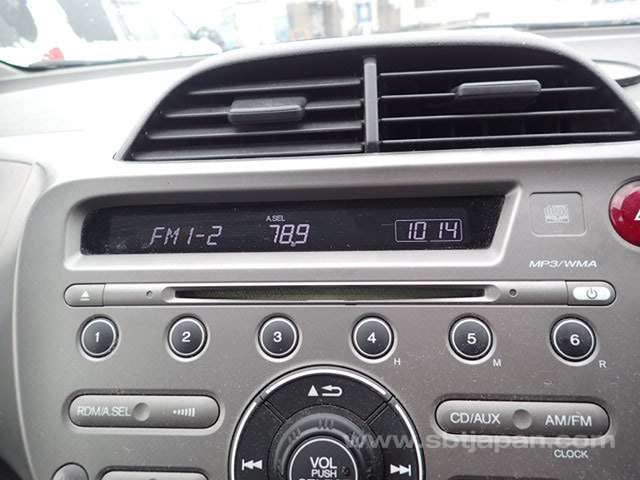 A.SEL
FM1-2 78.9 10 14
MP3/WMA
1 2 3 4 5 6
H M R
RDM/A.SEL
CD/AUX AM/FM
CLOCK
VOL
PUSH
www.sbtjapan.com